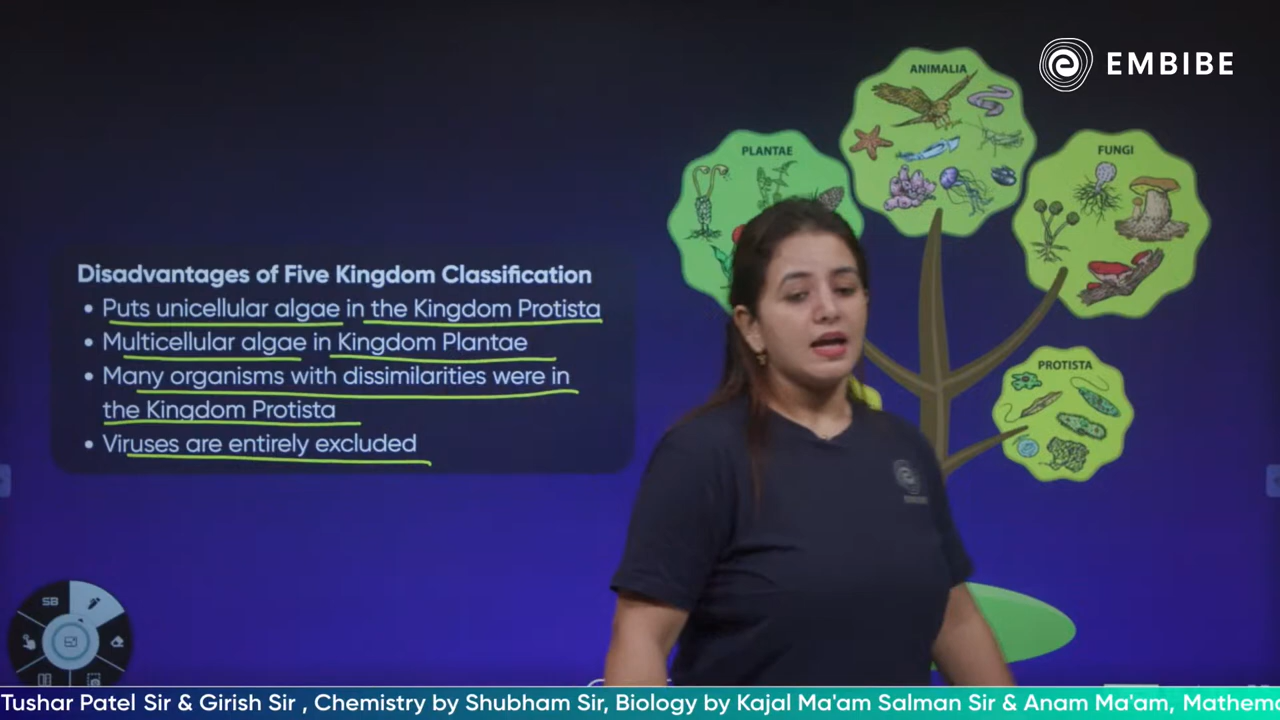 EMBIBE
ANIMALIA
PLANTAE
FUNGI
Disadvantages of Five Kingdom Classification
• Puts unicellular algae in the Kingdom Protista
• Multicellular algae in Kingdom Plantae
• Many organisms with dissimilarities were in
the Kingdom Protista
• Viruses are entirely excluded
PROTISTA
SB
Tushar Patel Sir & Girish Sir , Chemistry by Shubham Sir, Biology by Kajal Ma'am Salman Sir & Anam Ma'am, Mathema